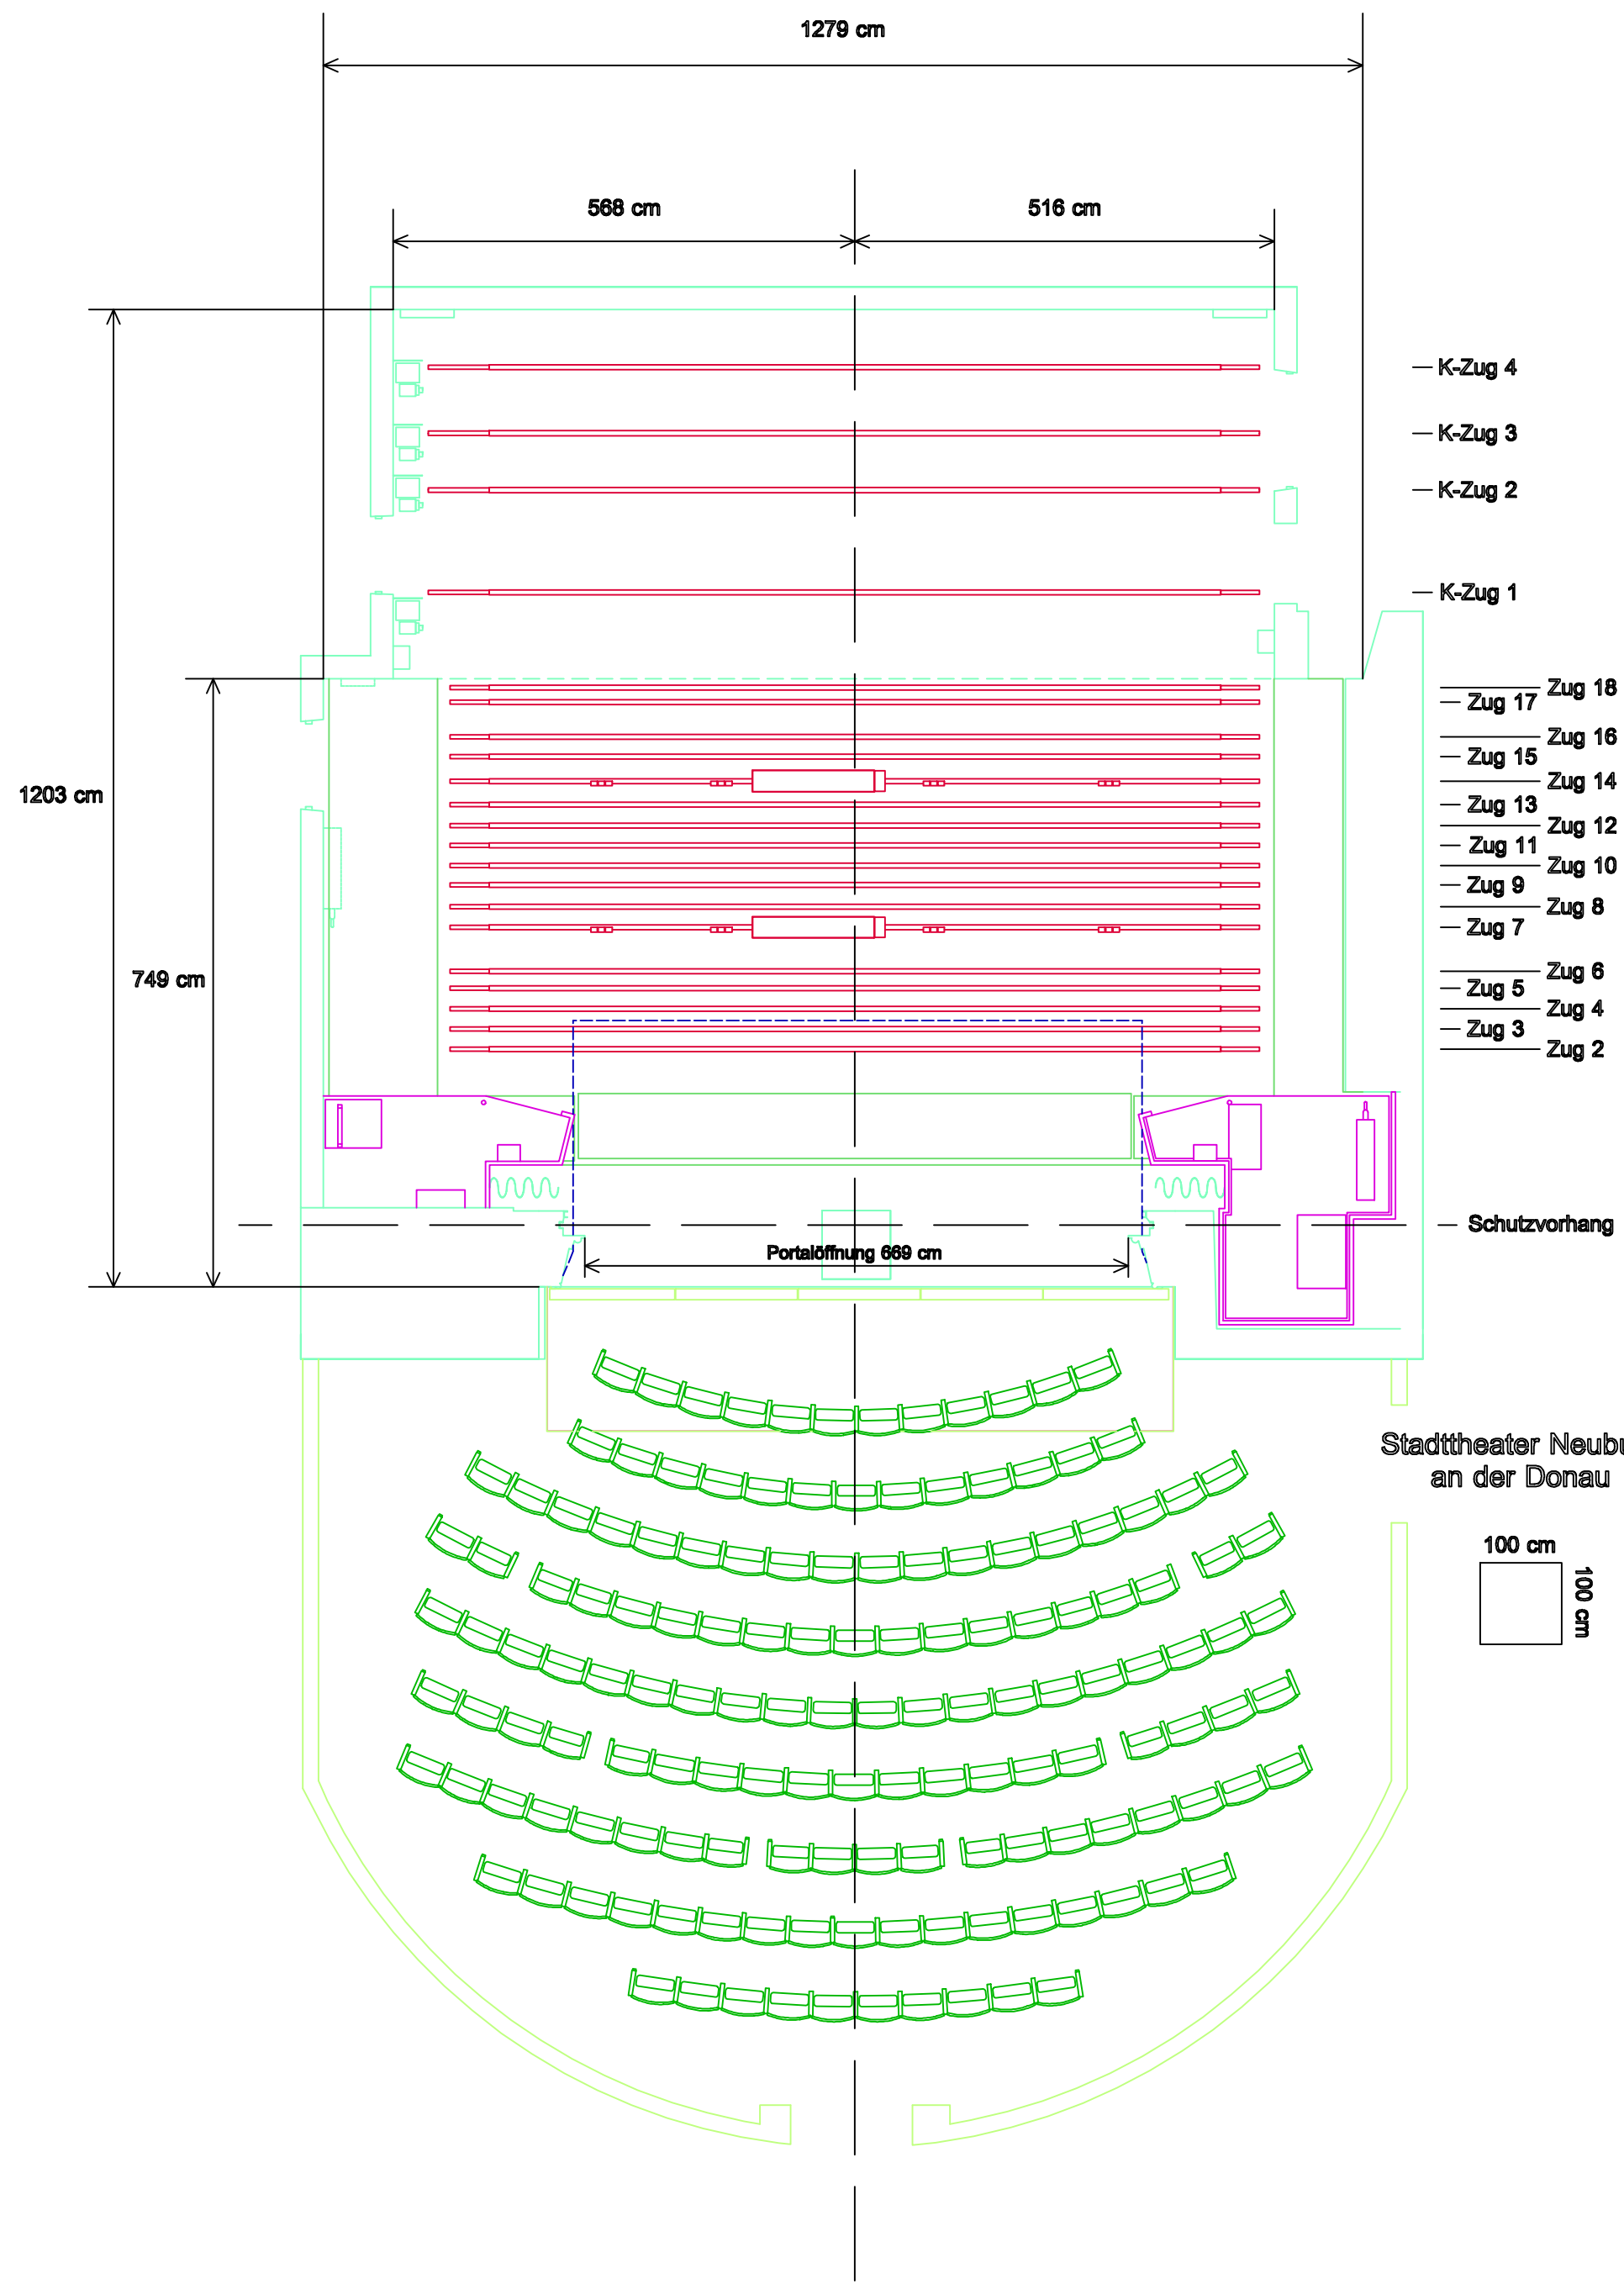 1279 cm
568 cm
516 cm
K-Zug 4
K-Zug 3
K-Zug 2
K-Zug 1
Zug 18
Zug 17
Zug 16
Zug 15
1203 cm
Zug 14
Zug 13
Zug 12
Zug 11
Zug 10
Zug 9
Zug 8
Zug 7
749 cm
Zug 6
Zug 5
Zug 4
Zug 3
Zug 2
Schutzvorhang
Portalöffnung 669 cm
Stadttheater Neubu
an der Donau
100 cm
100 cm